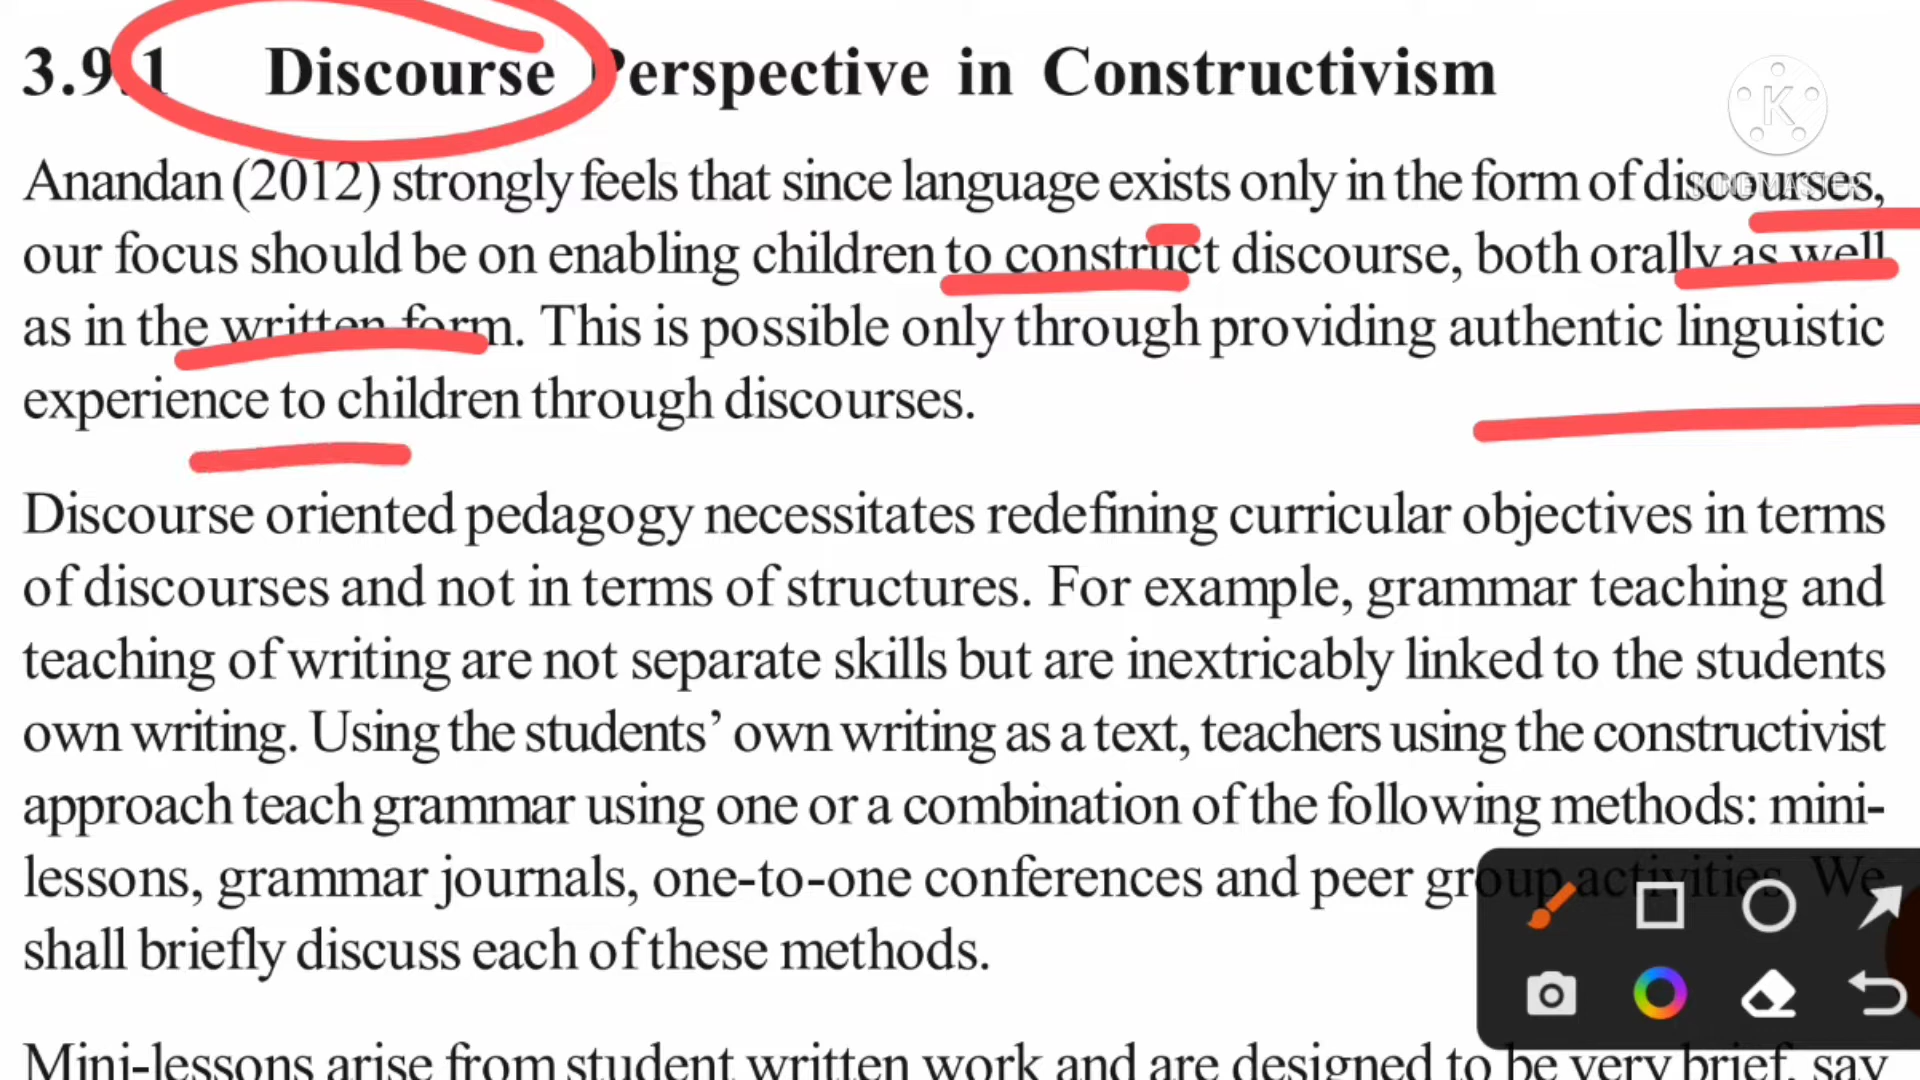 3.9.1 Discourse Perspective in Constructivism
K
KINEMASTER
Anandan (2012) strongly feels that since language exists only in the form of discourses,
our focus should be on enabling children to construct discourse, both orally as well
as in the written form. This is possible only through providing authentic linguistic
experience to children through discourses.
Discourse oriented pedagogy necessitates redefining curricular objectives in terms
of discourses and not in terms of structures. For example, grammar teaching and
teaching of writing are not separate skills but are inextricably linked to the students
own writing. Using the students’ own writing as a text, teachers using the constructivist
approach teach grammar using one or a combination of the following methods: mini-
lessons, grammar journals, one-to-one conferences and peer group activities. We
shall briefly discuss each of these methods.
Mini-lessons arise from student written work and are designed to be very brief, say